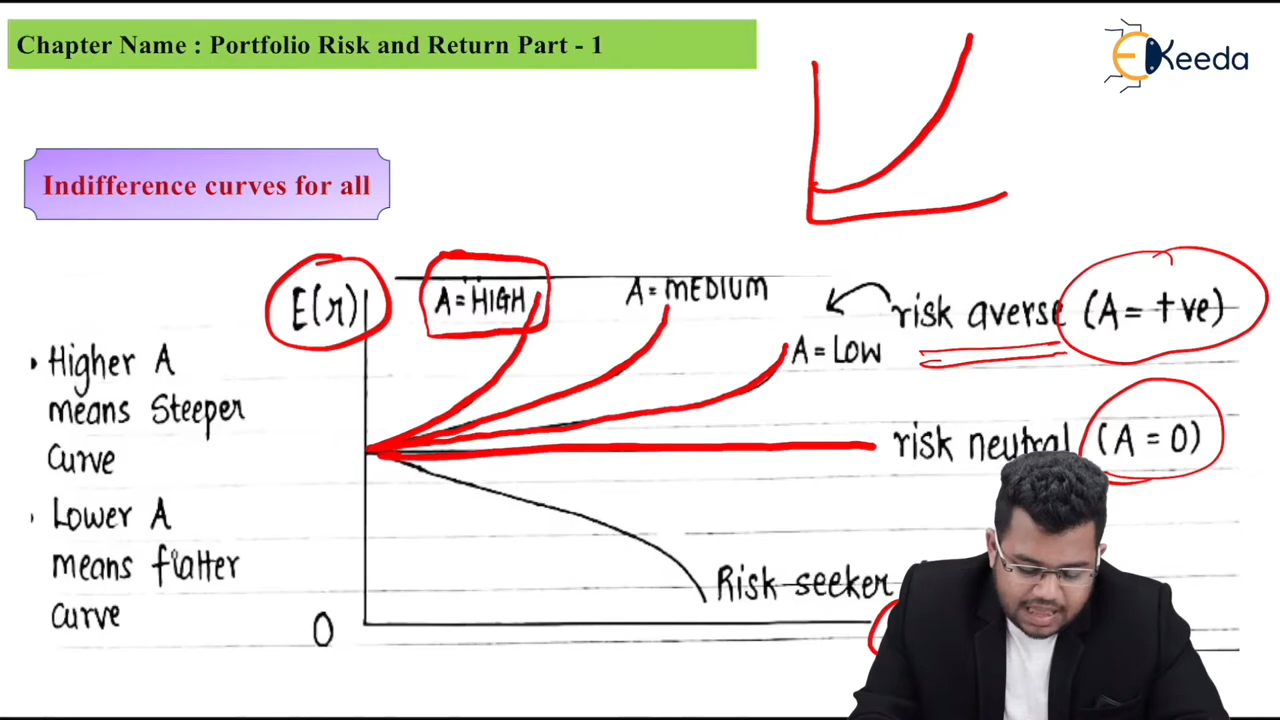 Chapter Name : Portfolio Risk and Return Part - 1
EKeeda
Indifference curves for all
E(r)
A = HIGH
A = MEDIUM
A = LOW
risk averse (A = +ve)
risk neutral (A = 0)
Risk-seeker
0
• Higher A
means Steeper
curve
• Lower A
means flatter
curve